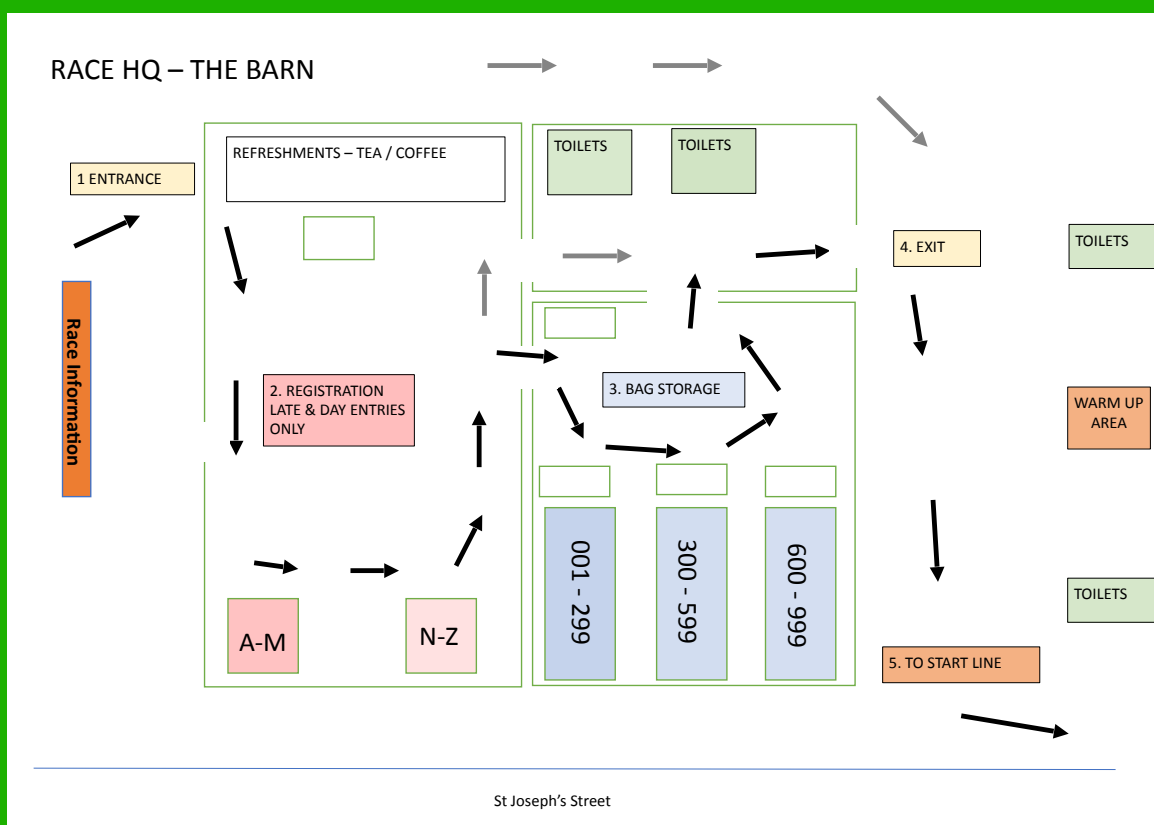 RACE HQ – THE BARN
REFRESHMENTS – TEA / COFFEE
TOILETS
TOILETS
1 ENTRANCE
4. EXIT
TOILETS
Race Information
2. REGISTRATION
LATE & DAY ENTRIES
ONLY
3. BAG STORAGE
WARM UP
AREA
001 - 299
300 - 599
600 - 999
TOILETS
A-M
N-Z
5. TO START LINE
St Joseph's Street